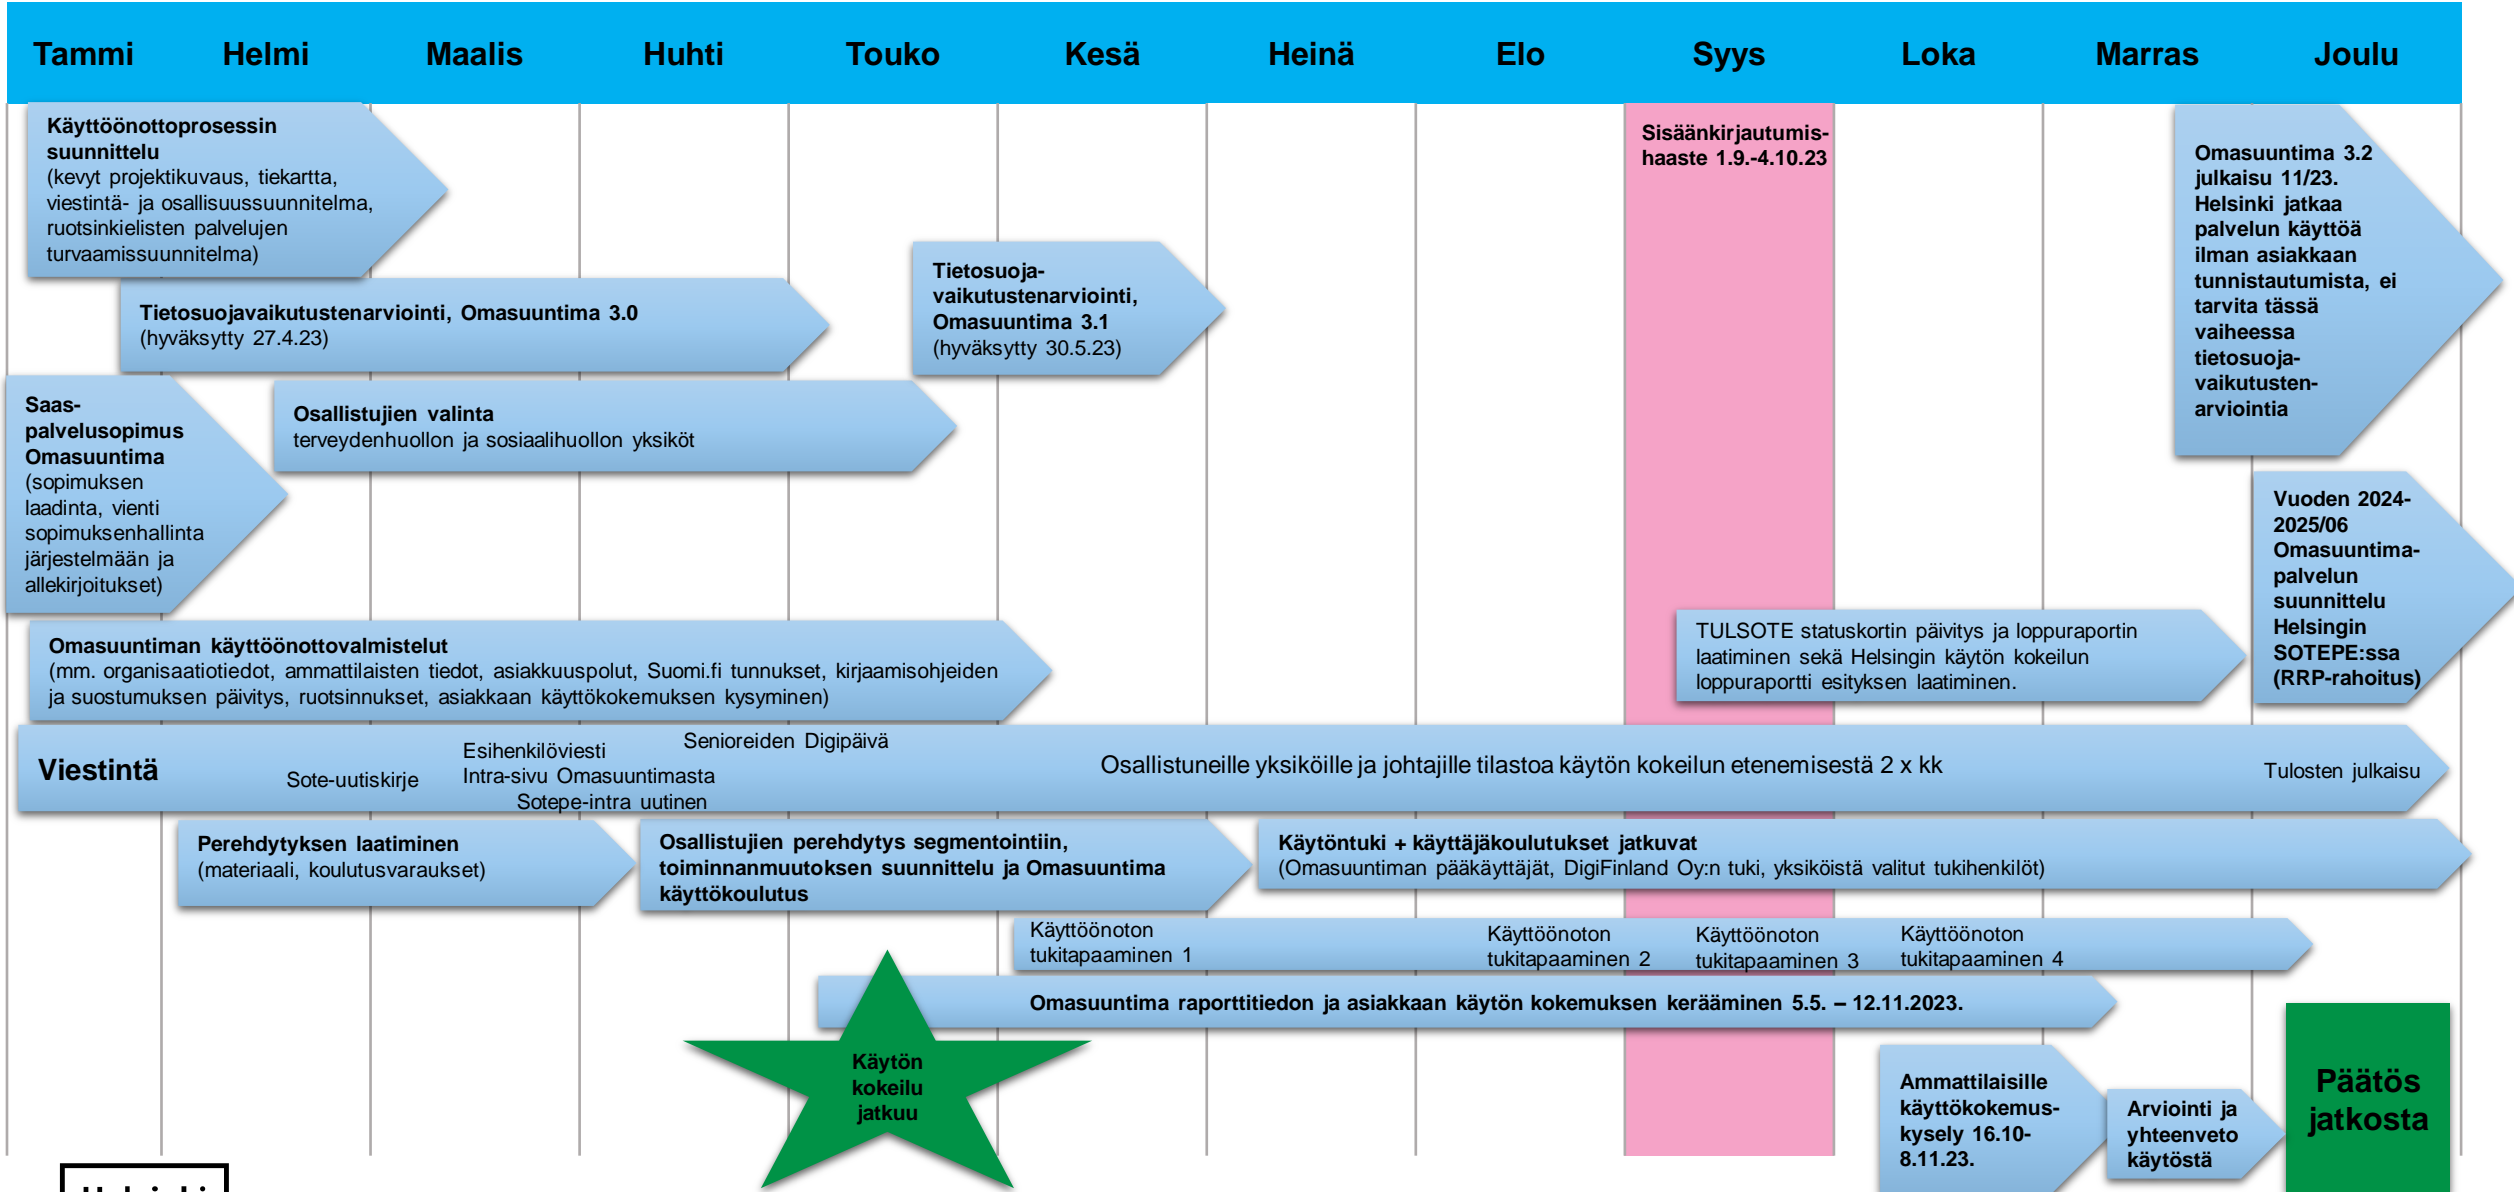 Tammi Helmi Maalis Huhti Touko Kesä Heinä Elo Syys Loka Marras Joulu
Käyttöönottoprosessin
suunnittelu
(kevyt projektikuvaus, tiekartta,
viestintä- ja osallisuussuunnitelma,
ruotsinkielisten palvelujen
turvaamissuunnitelma)
Sisäänkirjautumis-
haaste 1.9.-4.10.23
Omasuuntima 3.2
julkaisu 11/23.
Helsinki jatkaa
palvelun käyttöä
ilman asiakkaan
tunnistautumista, ei
tarvita tässä
vaiheessa
tietosuoja-
vaikutusten-
arviointia
Tietosuojavaikutustenarviointi, Omasuuntima 3.0
(hyväksytty 27.4.23)
Tietosuoja-
vaikutustenarviointi,
Omasuuntima 3.1
(hyväksytty 30.5.23)
Saas-
palvelusopimus
Omasuuntima
(sopimuksen
laadinta, vienti
sopimuksenhallinta
järjestelmään ja
allekirjoitukset)
Osallistujien valinta
terveydenhuollon ja sosiaalihuollon yksiköt
Vuoden 2024-
2025/06
Omasuuntima-
palvelun
suunnittelu
Helsingin
SOTEPE:ssa
(RRP-rahoitus)
Omasuuntiman käyttöönottovalmistelut
(mm. organisaatiotiedot, ammattilaisten tiedot, asiakkuuspolut, Suomi.fi tunnukset, kirjaamisohjeiden
ja suostumuksen päivitys, ruotsinnukset, asiakkaan käyttökokemuksen kysyminen)
TULSOTE statuskortin päivitys ja loppuraportin
laatiminen sekä Helsingin käytön kokeilun
loppuraportti esityksen laatiminen.
Viestintä
Sote-uutiskirje
Esihenkilöviesti
Intra-sivu Omasuuntimasta
Sotepe-intra uutinen
Senioreiden Digipäivä
Osallistuneille yksiköille ja johtajille tilastoa käytön kokeilun etenemisestä 2 x kk
Tulosten julkaisu
Perehdytyksen laatiminen
(materiaali, koulutusvaraukset)
Osallistujien perehdytys segmentointiin,
toiminnanmuutoksen suunnittelu ja Omasuuntima
käyttökoulutus
Käytöntuki + käyttäjäkoulutukset jatkuvat
(Omasuuntiman pääkäyttäjät, DigiFinland Oy:n tuki, yksiköistä valitut tukihenkilöt)
Käyttöönoton
tukitapaaminen 1
Käyttöönoton
tukitapaaminen 2
Käyttöönoton
tukitapaaminen 3
Käyttöönoton
tukitapaaminen 4
Omasuuntima raporttitiedon ja asiakkaan käytön kokemuksen kerääminen 5.5. – 12.11.2023.
Käytön
kokeilu
jatkuu
Ammattilaisille
käyttökokemus-
kysely 16.10-
8.11.23.
Arviointi ja
yhteenveto
käytöstä
Päätös
jatkosta
Helsinki